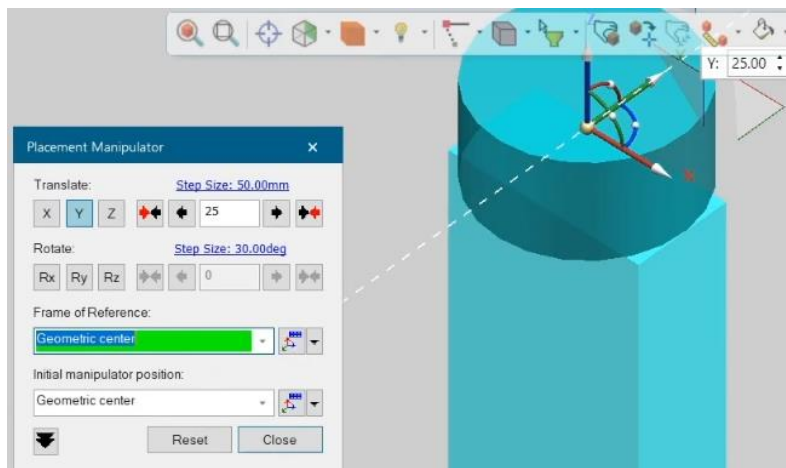 Y: 25.00
Placement Manipulator
Translate: Step Size: 50.00mm
X Y Z 25
Rotate: Step Size: 30.00deg
Rx Ry Rz 0
Frame of Reference:
Geometric center
Initial manipulator position:
Geometric center
Reset Close